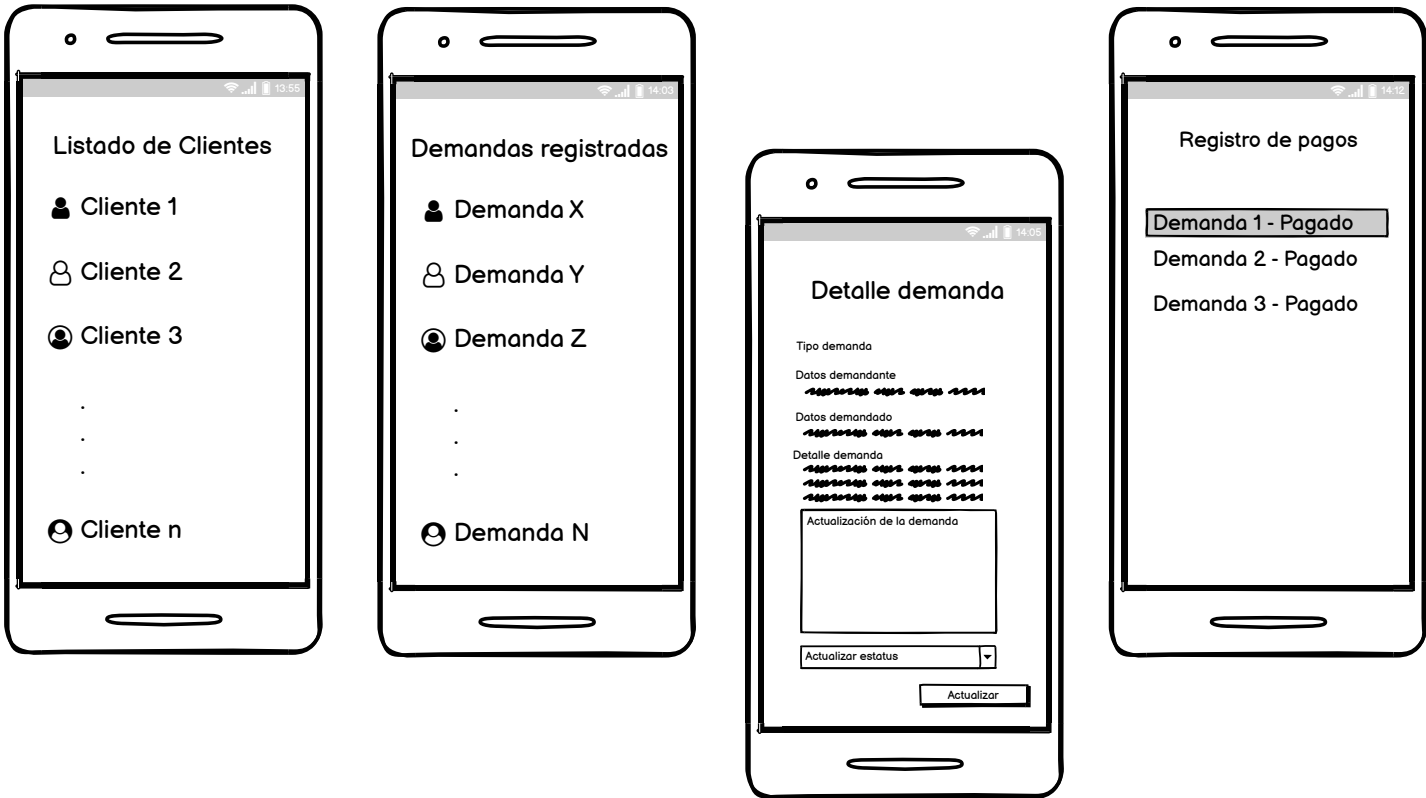 13:55
Listado de Clientes
Cliente 1
Cliente 2
Cliente 3
.
.
.
Cliente n
14:03
Demandas registradas
Demanda X
Demanda Y
Demanda Z
.
.
.
Demanda N
14:05
Detalle demanda
Tipo demanda
Datos demandante
Datos demandado
Detalle demanda
Actualización de la demanda
Actualizar estatus
Actualizar
14:12
Registro de pagos
Demanda 1 - Pagado
Demanda 2 - Pagado
Demanda 3 - Pagado